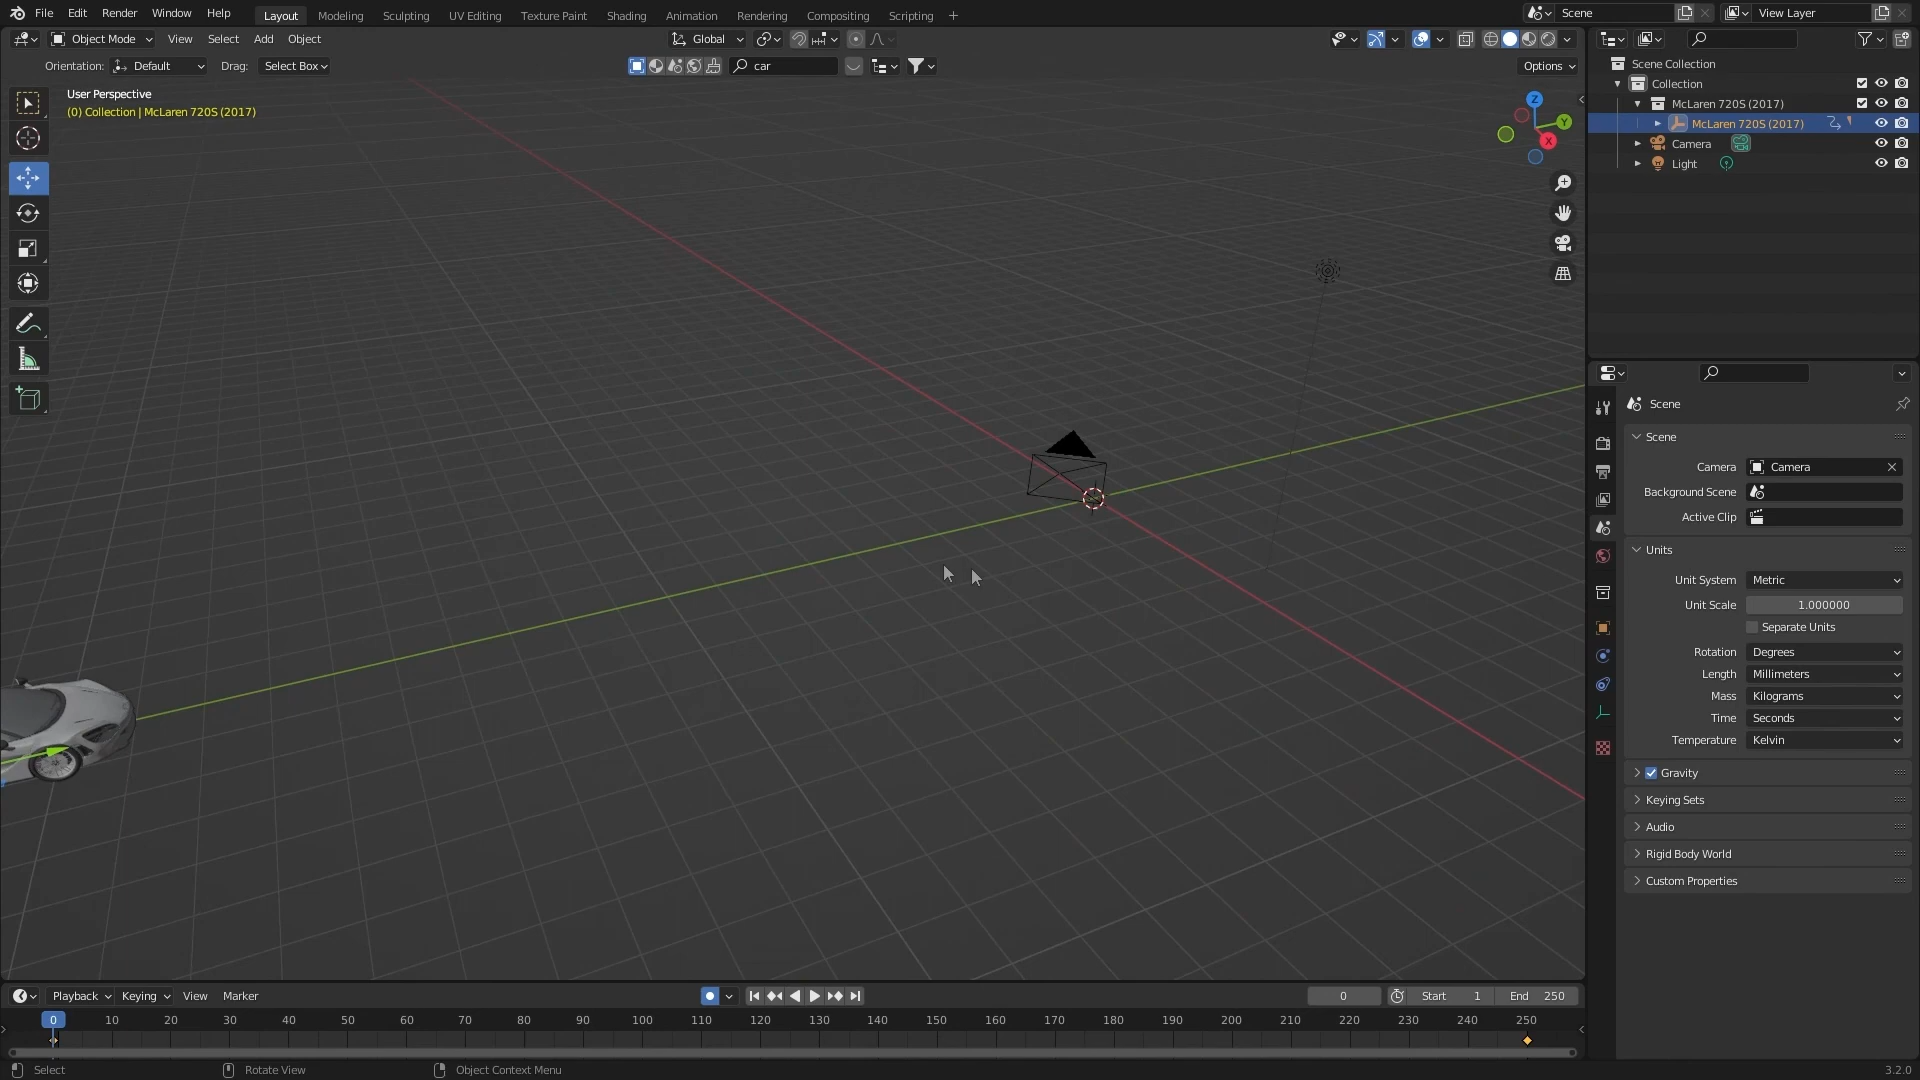 File Edit Render Window Help Layout Modeling Sculpting UV Editing Texture Paint Shading Animation Rendering Compositing Scripting + Scene View Layer
Object Mode View Select Add Object Global
Orientation: Default Drag: Select Box car Options
User Perspective
(0) Collection | McLaren 720S (2017)
Z
Y
X
Scene Collection
Collection
McLaren 720S (2017)
McLaren 720S (2017)
Camera
Light
Scene
Scene
Camera Camera
Background Scene
Active Clip
Units
Unit System Metric
Unit Scale 1.000000
Separate Units
Rotation Degrees
Length Millimeters
Mass Kilograms
Time Seconds
Temperature Kelvin
Gravity
Keying Sets
Audio
Rigid Body World
Custom Properties
Playback Keying View Marker 0 Start 1 End 250
0 10 20 30 40 50 60 70 80 90 100 110 120 130 140 150 160 170 180 190 200 210 220 230 240 250
Select Rotate View Object Context Menu 3.2.0